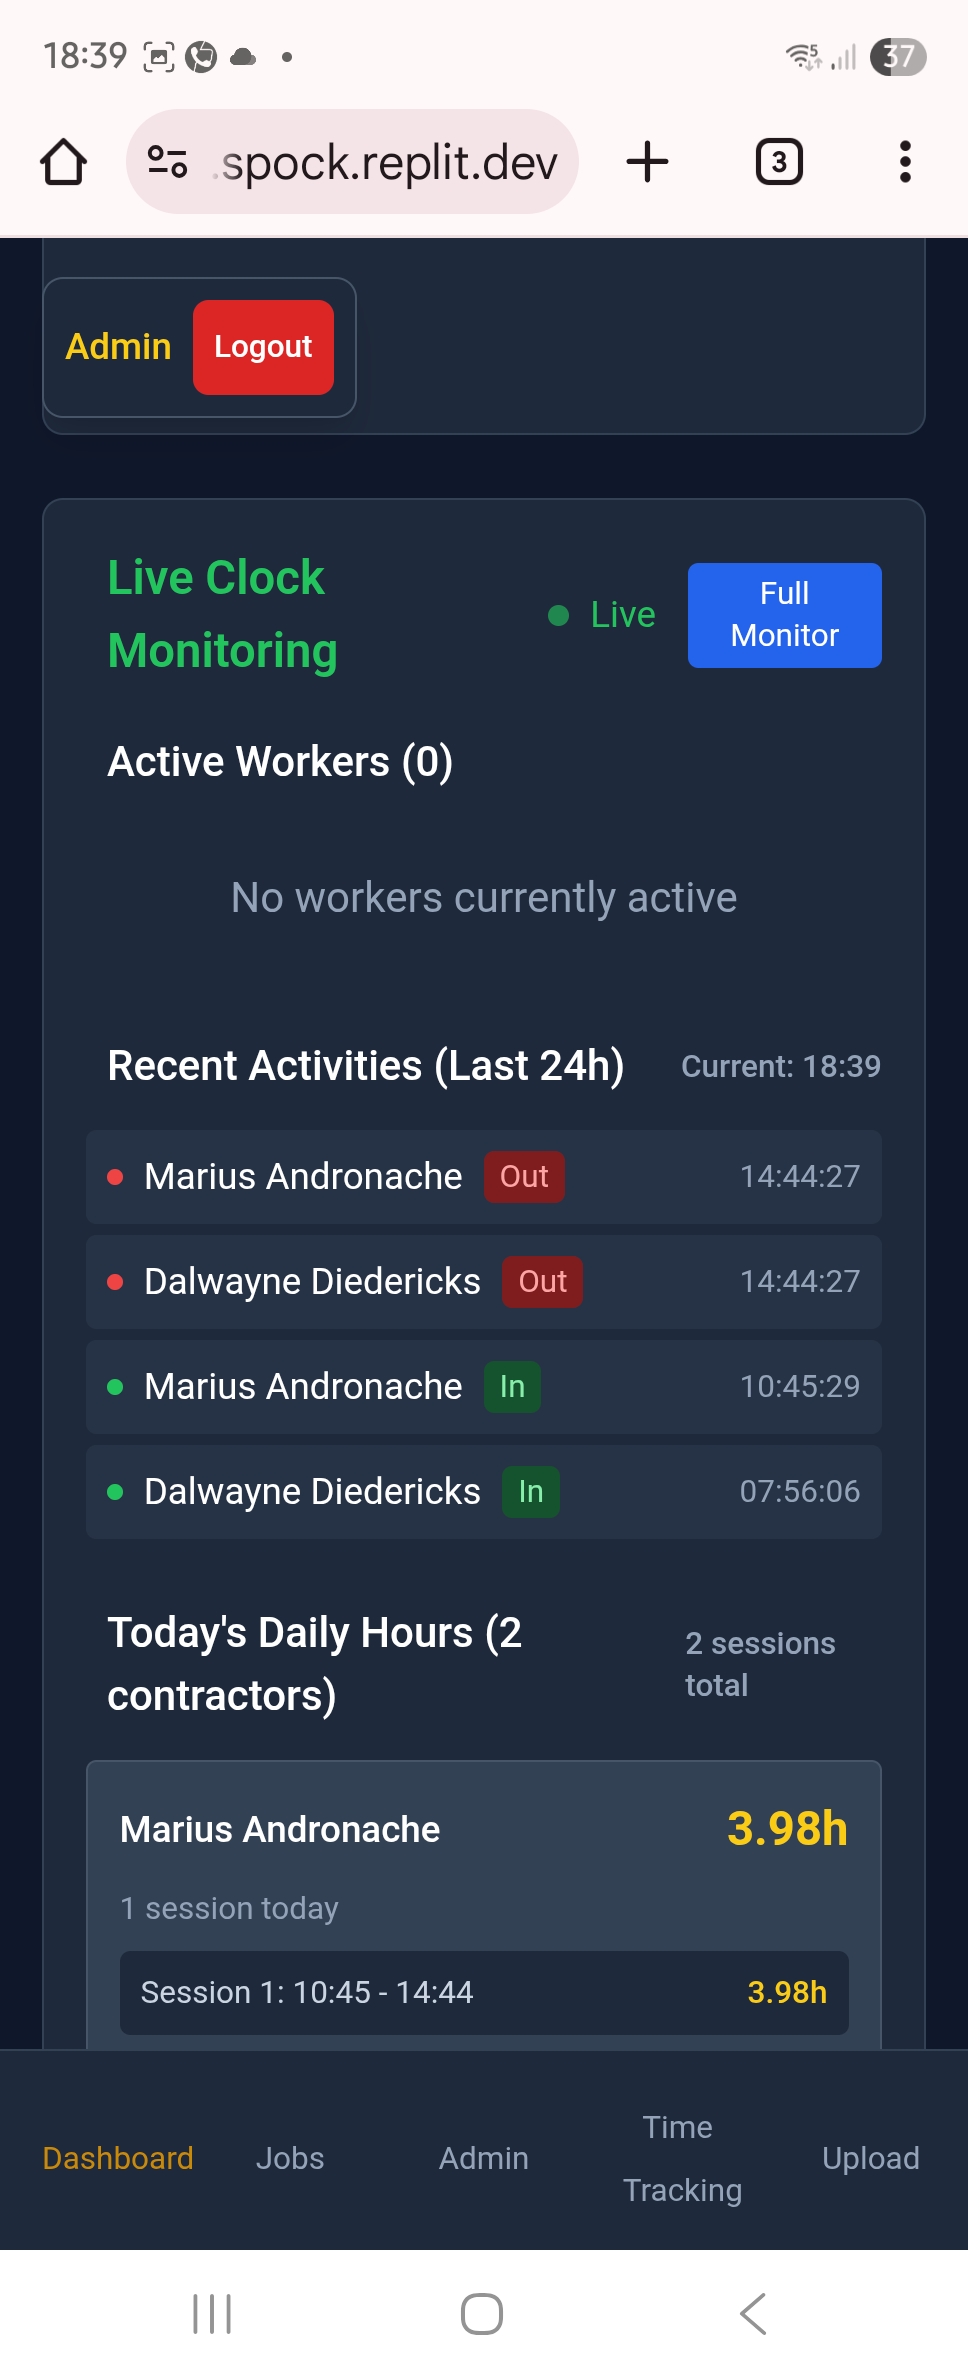 18:39
5
37
.spock.replit.dev
3
Admin
Logout
Live Clock
Monitoring
Live
Full
Monitor
Active Workers (0)
No workers currently active
Recent Activities (Last 24h)
Current: 18:39
Marius Andronache Out 14:44:27
Dalwayne Diedericks Out 14:44:27
Marius Andronache In 10:45:29
Dalwayne Diedericks In 07:56:06
Today's Daily Hours (2
contractors)
2 sessions
total
Marius Andronache 3.98h
1 session today
Session 1: 10:45 - 14:44 3.98h
Dashboard
Jobs
Admin
Time
Tracking
Upload